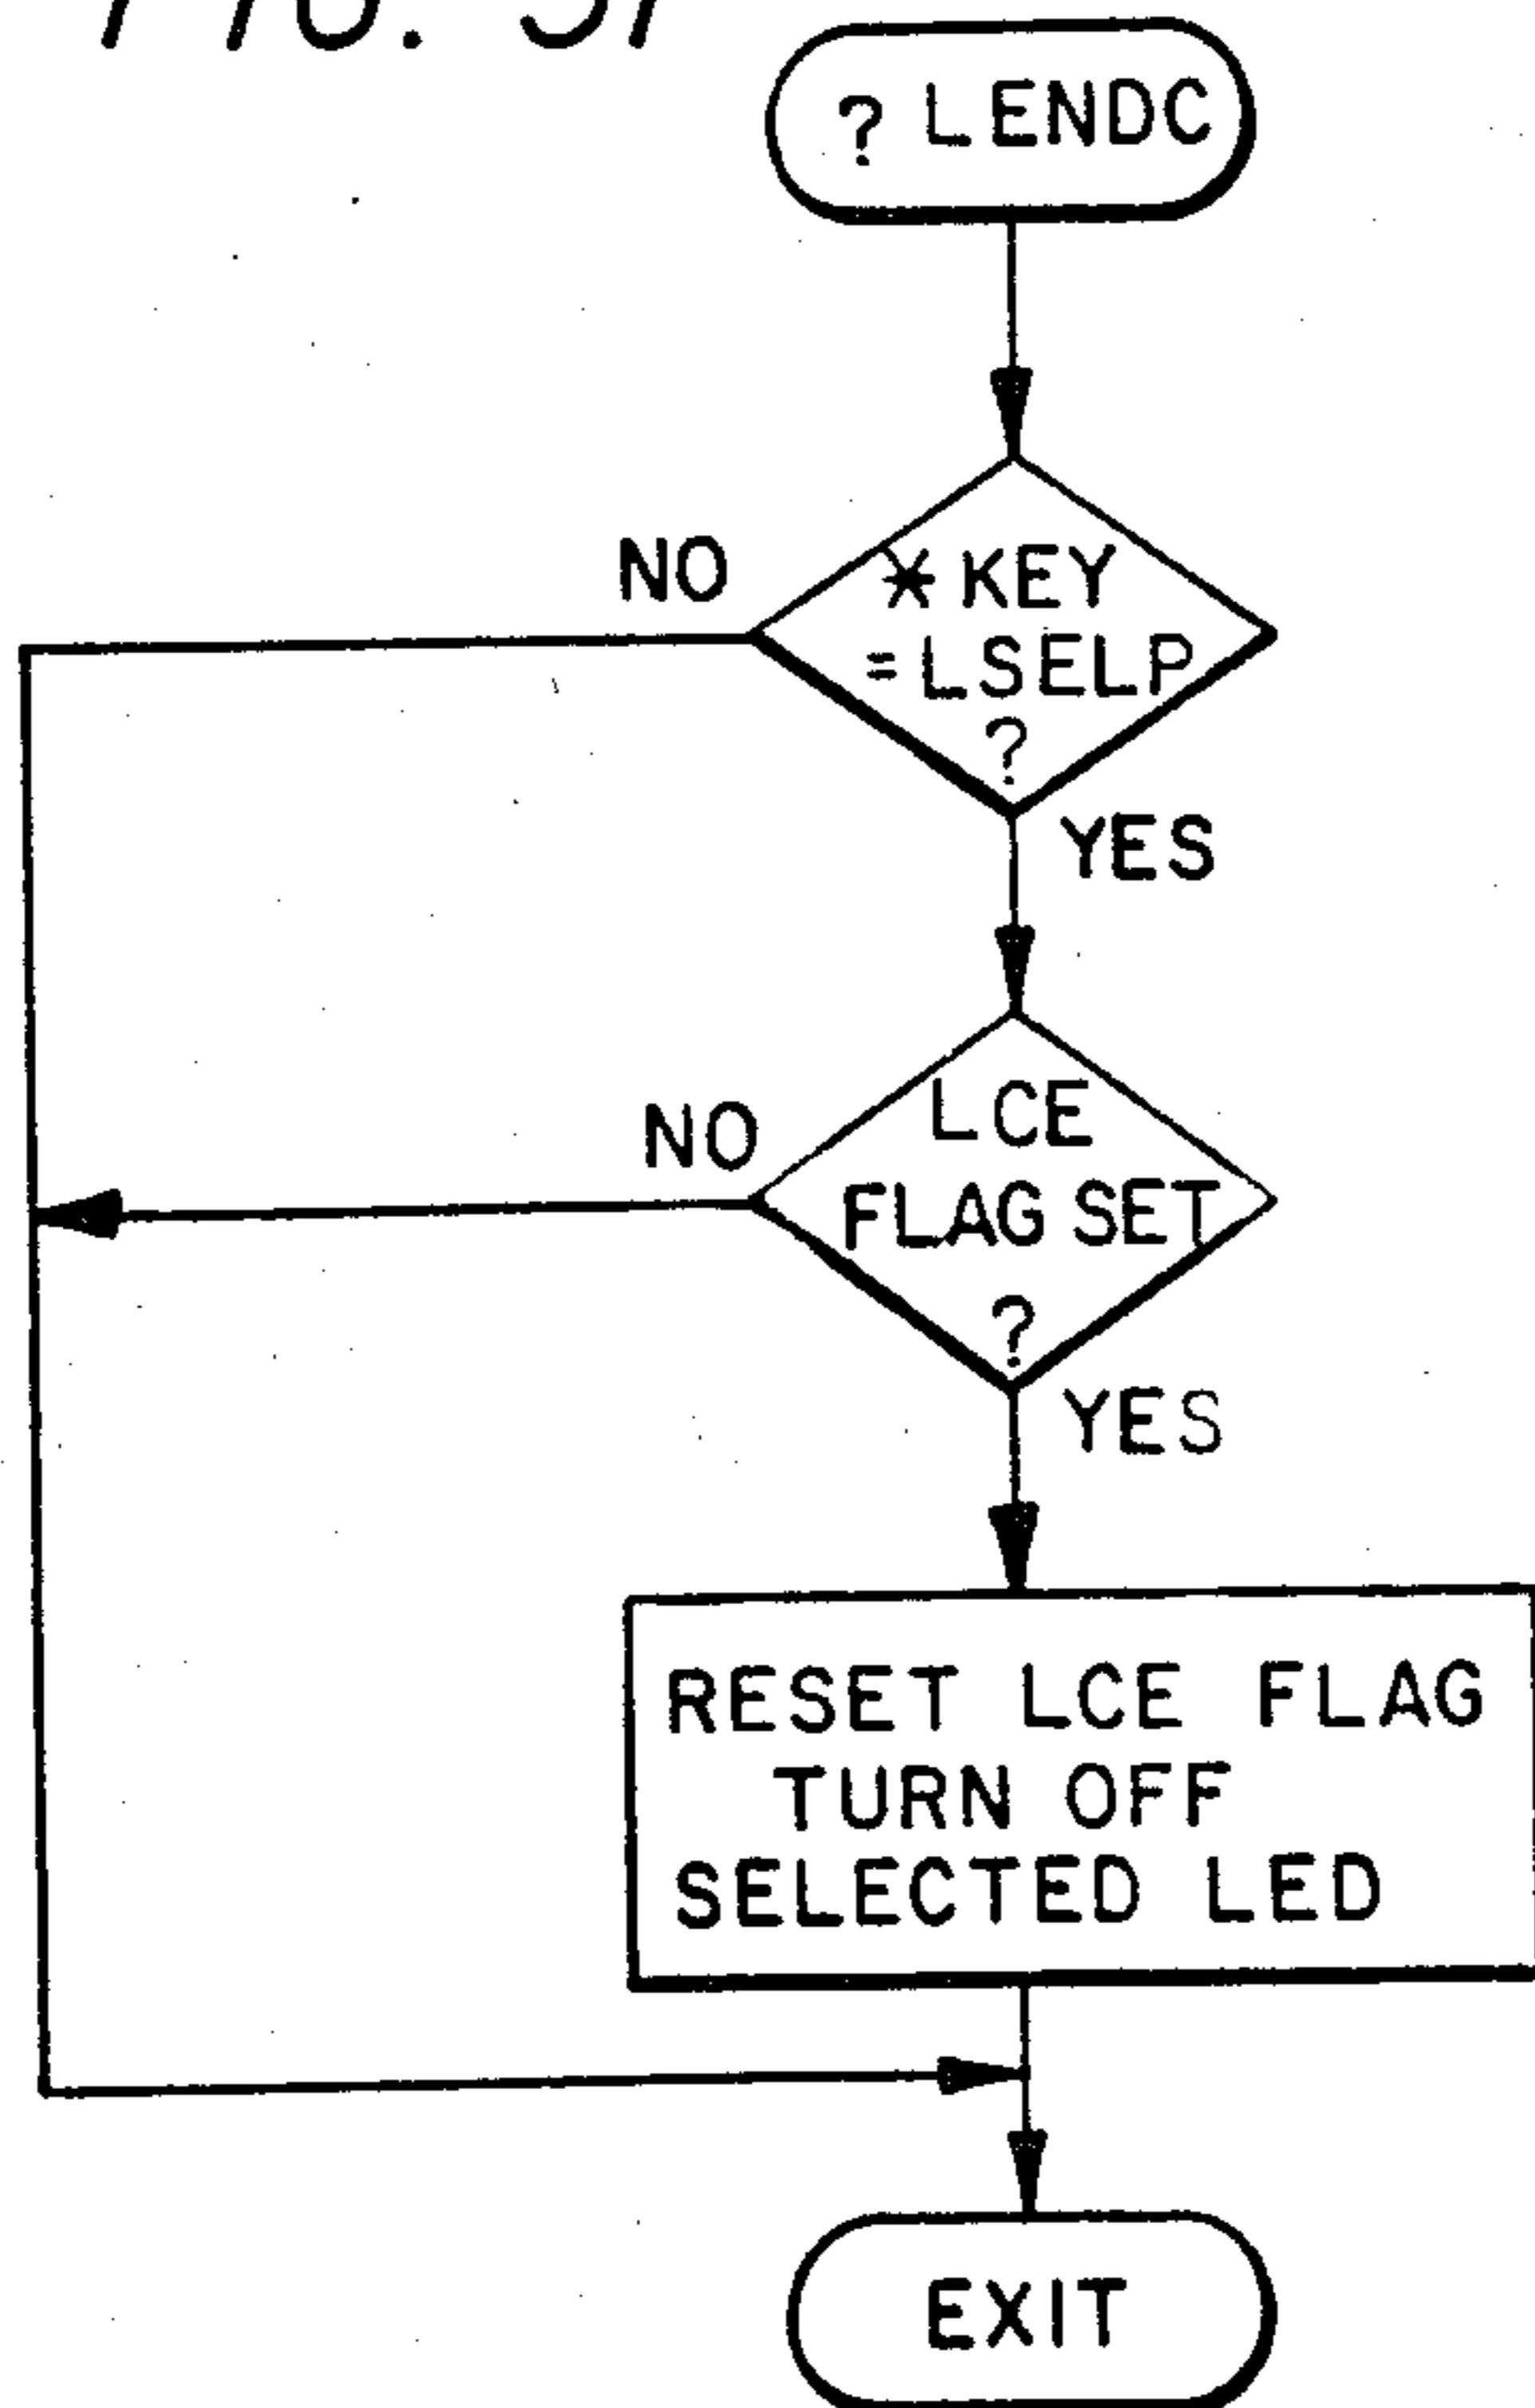 ? LENDC
NO
* KEY
= LSELP
?
YES
NO
LCE
FLAG SET
?
YES
RESET LCE FLAG
TURN OFF
SELECTED LED
EXIT